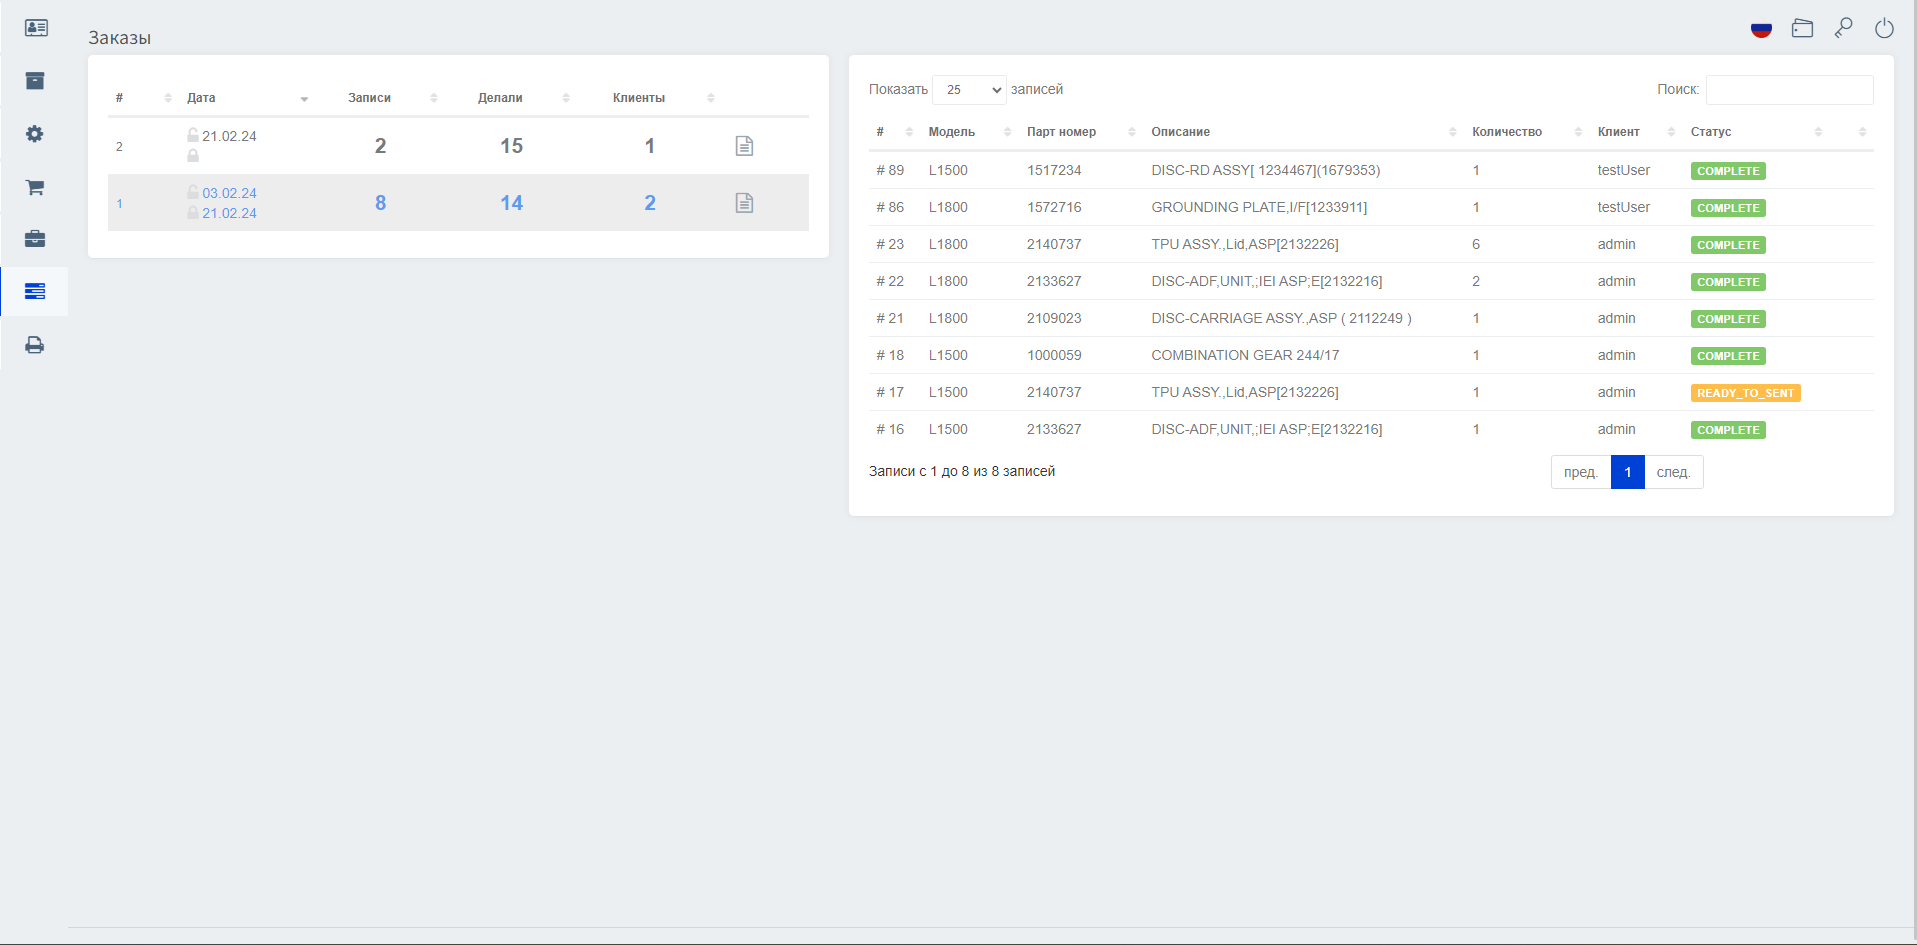 Заказы
# Дата Записи Делали Клиенты
2 21.02.24 2 15 1
1 03.02.24 21.02.24 8 14 2
Показать 25 записей Поиск:
# Модель Парт номер Описание Количество Клиент Статус
# 89 L1500 1517234 DISC-RD ASSY[ 1234467](1679353) 1 testUser COMPLETE
# 86 L1800 1572716 GROUNDING PLATE,I/F[1233911] 1 testUser COMPLETE
# 23 L1800 2140737 TPU ASSY.,Lid,ASP[2132226] 6 admin COMPLETE
# 22 L1800 2133627 DISC-ADF,UNIT,;IEI ASP;E[2132216] 2 admin COMPLETE
# 21 L1800 2109023 DISC-CARRIAGE ASSY.,ASP ( 2112249 ) 1 admin COMPLETE
# 18 L1500 1000059 COMBINATION GEAR 244/17 1 admin COMPLETE
# 17 L1500 2140737 TPU ASSY.,Lid,ASP[2132226] 1 admin READY_TO_SENT
# 16 L1500 2133627 DISC-ADF,UNIT,;IEI ASP;E[2132216] 1 admin COMPLETE
Записи с 1 до 8 из 8 записей пред. 1 след.